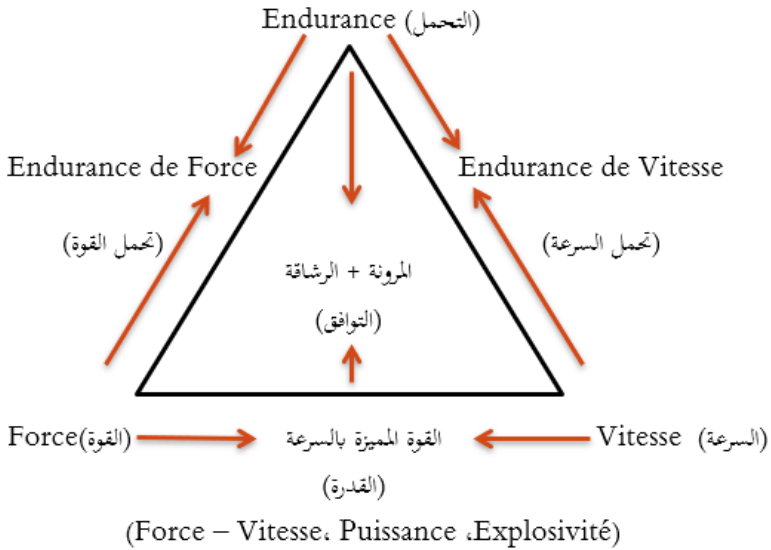 Endurance (التحمل)
Endurance de Force
Endurance de Vitesse
(تحمل القوة)
(تحمل السرعة)
المرونة + الرشاقة
(التوافق)
Force(القوة)
القوة المميزة بالسرعة
Vitesse (السرعة)
(القدرة)
(Force – Vitesse، Puissance ،Explosivité)